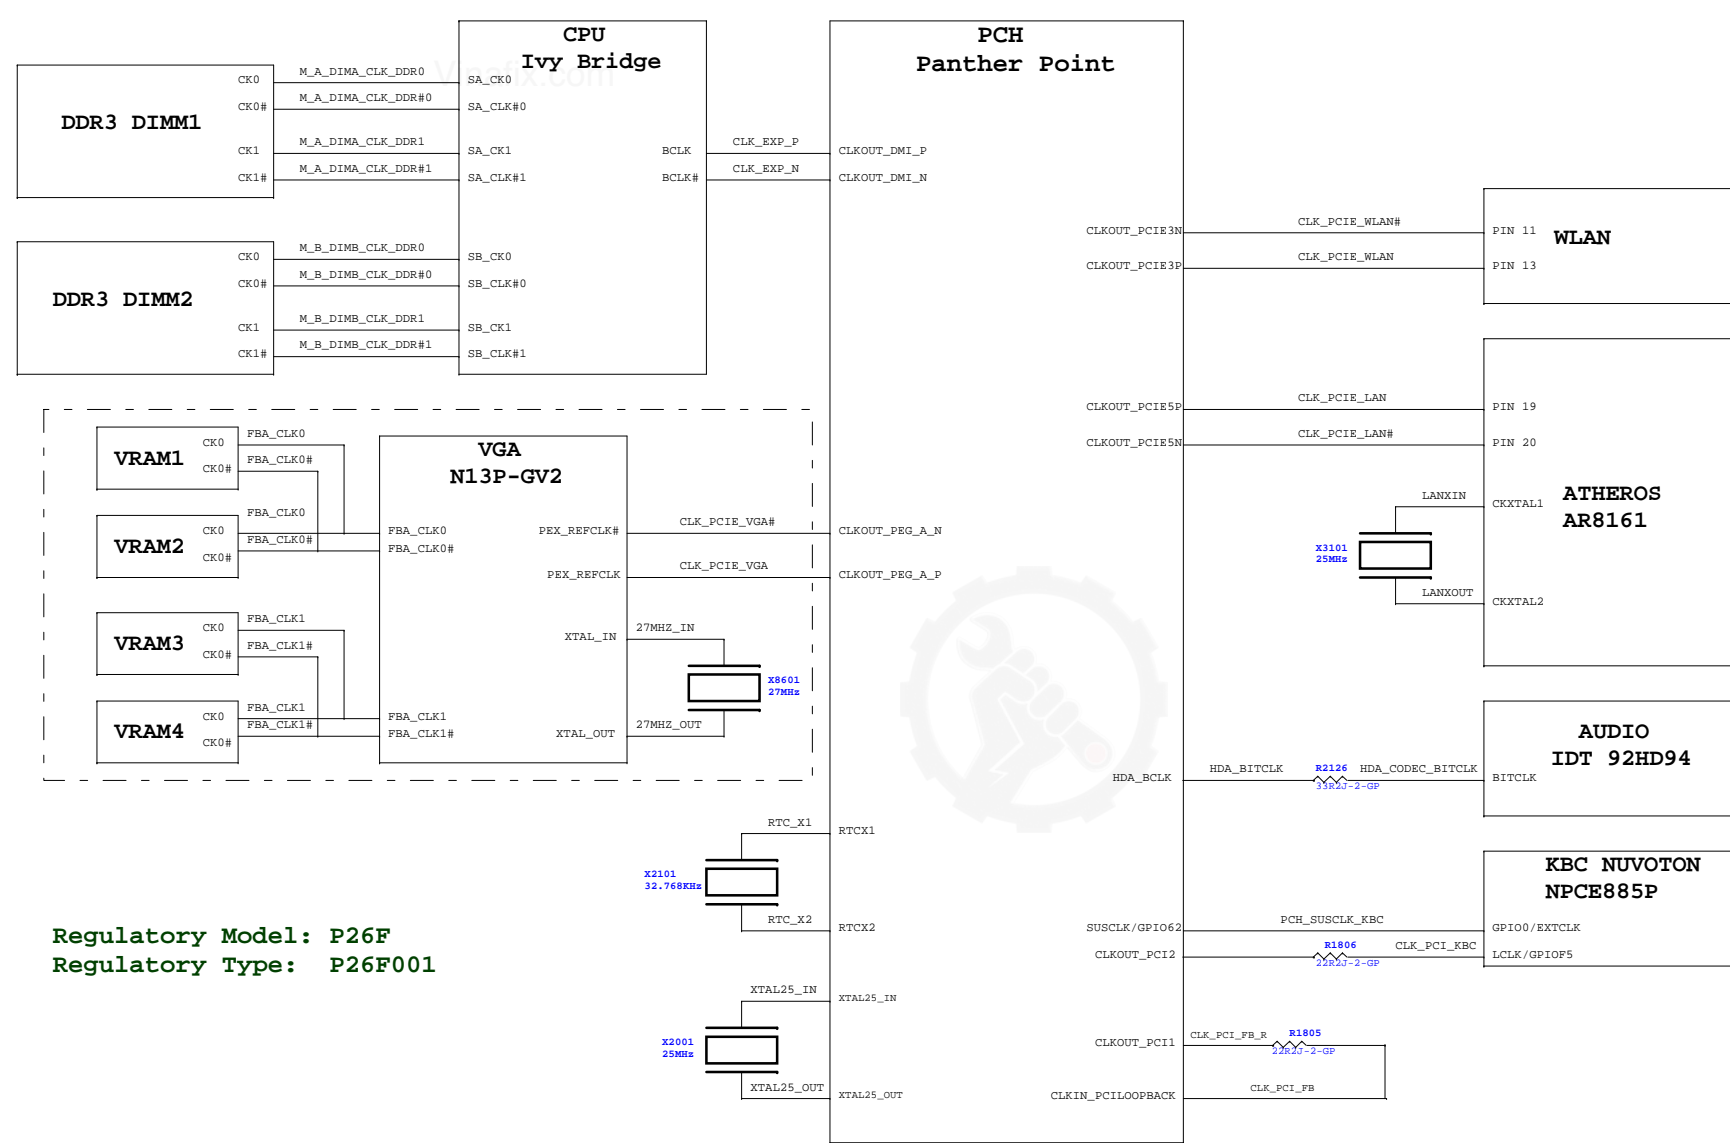 CPU
Ivy Bridge
Vinafix.com
PCH
Panther Point
DDR3 DIMM1
CK0
M_A_DIMA_CLK_DDR0
SA_CK0
CK0#
M_A_DIMA_CLK_DDR#0
SA_CLK#0
CK1
M_A_DIMA_CLK_DDR1
SA_CK1
CK1#
M_A_DIMA_CLK_DDR#1
SA_CLK#1
BCLK
CLK_EXP_P
CLKOUT_DMI_P
BCLK#
CLK_EXP_N
CLKOUT_DMI_N
DDR3 DIMM2
CK0
M_B_DIMB_CLK_DDR0
SB_CK0
CK0#
M_B_DIMB_CLK_DDR#0
SB_CLK#0
CK1
M_B_DIMB_CLK_DDR1
SB_CK1
CK1#
M_B_DIMB_CLK_DDR#1
SB_CLK#1
CLKOUT_PCIE3N
CLK_PCIE_WLAN#
PIN 11
WLAN
CLKOUT_PCIE3P
CLK_PCIE_WLAN
PIN 13
CLKOUT_PCIE5P
CLK_PCIE_LAN
PIN 19
CLKOUT_PCIE5N
CLK_PCIE_LAN#
PIN 20
ATHEROS
AR8161
LANXIN
CKXTAL1
X3101
25MHz
LANXOUT
CKXTAL2
VRAM1
CK0
FBA_CLK0
CK0#
FBA_CLK0#
VGA
N13P-GV2
VRAM2
CK0
FBA_CLK0
CK0#
FBA_CLK0#
FBA_CLK0
FBA_CLK0#
PEX_REFCLK#
CLK_PCIE_VGA#
CLKOUT_PEG_A_N
PEX_REFCLK
CLK_PCIE_VGA
CLKOUT_PEG_A_P
VRAM3
CK0
FBA_CLK1
CK0#
FBA_CLK1#
XTAL_IN
27MHZ_IN
X8601
27MHz
VRAM4
CK0
FBA_CLK1
CK0#
FBA_CLK1#
FBA_CLK1
FBA_CLK1#
XTAL_OUT
27MHZ_OUT
AUDIO
IDT 92HD94
HDA_BCLK
HDA_BITCLK
R2126
33R2J-2-GP
HDA_CODEC_BITCLK
BITCLK
RTC_X1
RTCX1
X2101
32.768KHz
RTC_X2
RTCX2
KBC NUVOTON
NPCE885P
SUSCLK/GPIO62
PCH_SUSCLK_KBC
GPIO0/EXTCLK
CLKOUT_PCI2
R1806
22R2J-2-GP
CLK_PCI_KBC
LCLK/GPIOF5
Regulatory Model: P26F
Regulatory Type: P26F001
XTAL25_IN
XTAL25_IN
X2001
25MHz
XTAL25_OUT
XTAL25_OUT
CLKOUT_PCI1
CLK_PCI_FB_R
R1805
22R2J-2-GP
CLKIN_PCILOOPBACK
CLK_PCI_FB